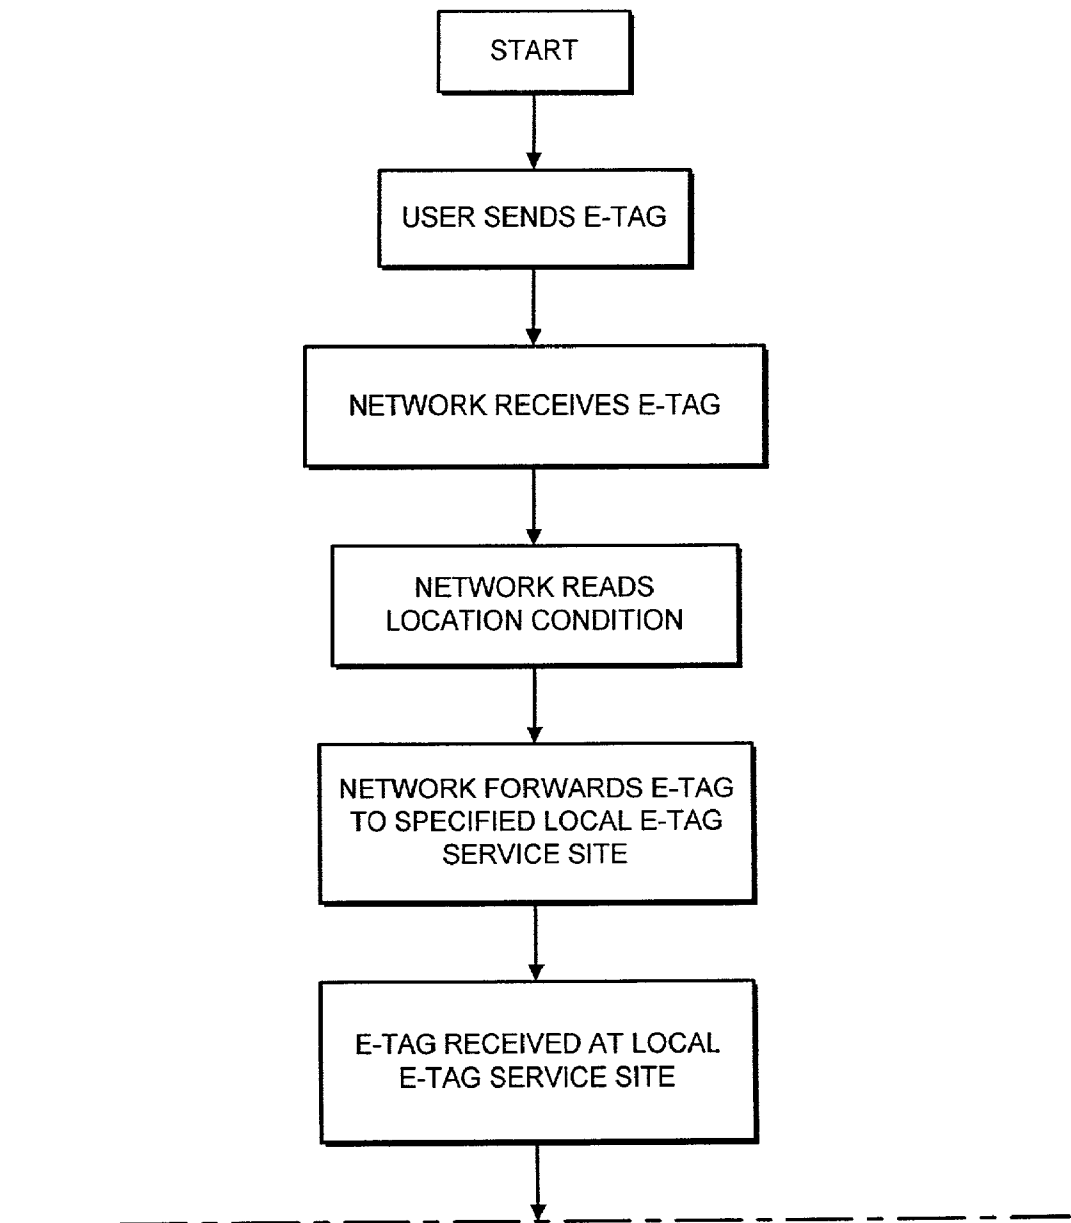 START
USER SENDS E-TAG
NETWORK RECEIVES E-TAG
NETWORK READS
LOCATION CONDITION
NETWORK FORWARDS E-TAG
TO SPECIFIED LOCAL E-TAG
SERVICE SITE
E-TAG RECEIVED AT LOCAL
E-TAG SERVICE SITE